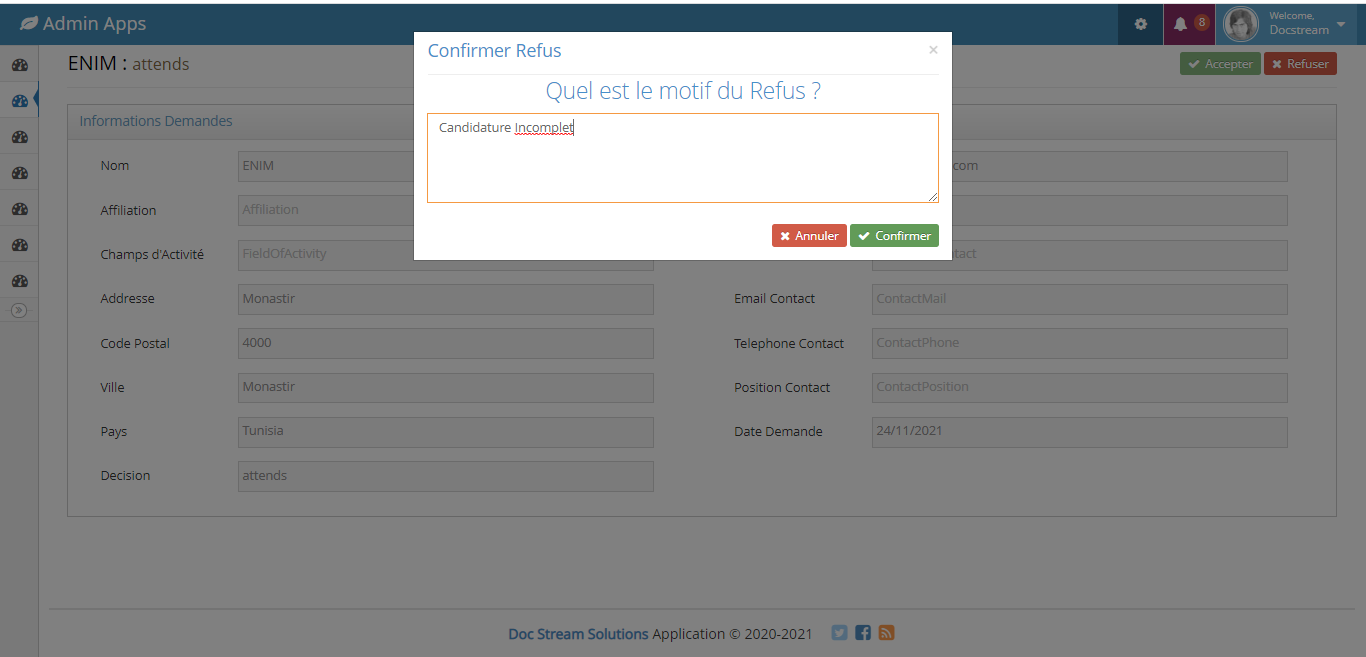 Admin Apps
8
Welcome,
Docstream
ENIM : attends
Accepter
Refuser
Confirmer Refus
×
Quel est le motif du Refus ?
Candidature Incomplet
Annuler
Confirmer
Informations Demandes
Nom
ENIM
com
Affiliation
Affiliation
Champs d'Activité
FieldOfActivity
tact
Addresse
Monastir
Email Contact
ContactMail
Code Postal
4000
Telephone Contact
ContactPhone
Ville
Monastir
Position Contact
ContactPosition
Pays
Tunisia
Date Demande
24/11/2021
Decision
attends
Doc Stream Solutions Application © 2020-2021